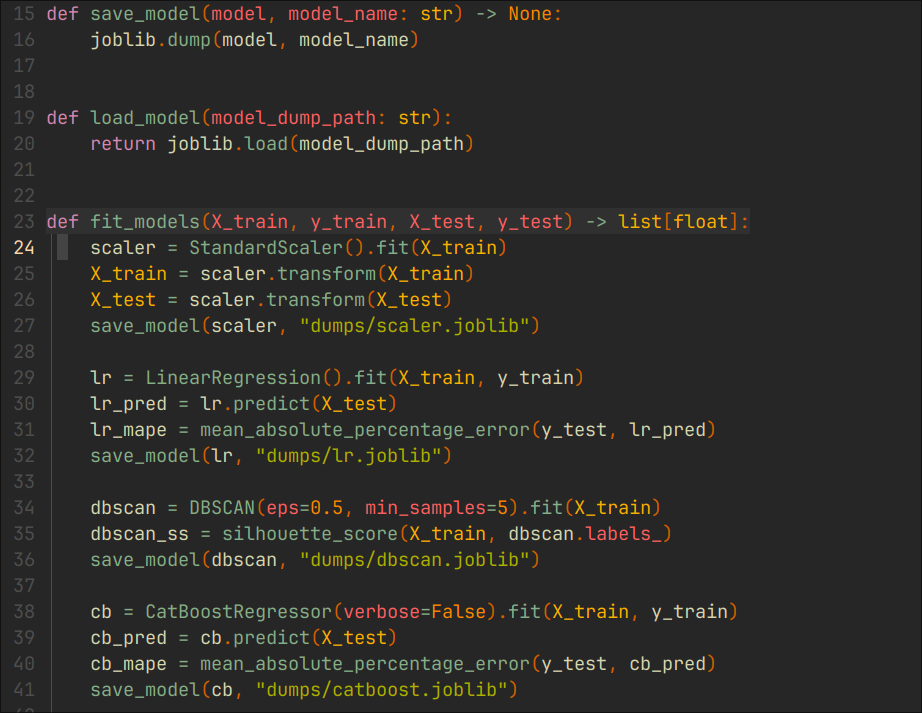 15 def save_model(model, model_name: str) -> None:
16     joblib.dump(model, model_name)
17
18
19 def load_model(model_dump_path: str):
20     return joblib.load(model_dump_path)
21
22
23 def fit_models(X_train, y_train, X_test, y_test) -> list[float]:
24     scaler = StandardScaler().fit(X_train)
25     X_train = scaler.transform(X_train)
26     X_test = scaler.transform(X_test)
27     save_model(scaler, "dumps/scaler.joblib")
28
29     lr = LinearRegression().fit(X_train, y_train)
30     lr_pred = lr.predict(X_test)
31     lr_mape = mean_absolute_percentage_error(y_test, lr_pred)
32     save_model(lr, "dumps/lr.joblib")
33
34     dbscan = DBSCAN(eps=0.5, min_samples=5).fit(X_train)
35     dbscan_ss = silhouette_score(X_train, dbscan.labels_)
36     save_model(dbscan, "dumps/dbscan.joblib")
37
38     cb = CatBoostRegressor(verbose=False).fit(X_train, y_train)
39     cb_pred = cb.predict(X_test)
40     cb_mape = mean_absolute_percentage_error(y_test, cb_pred)
41     save_model(cb, "dumps/catboost.joblib")